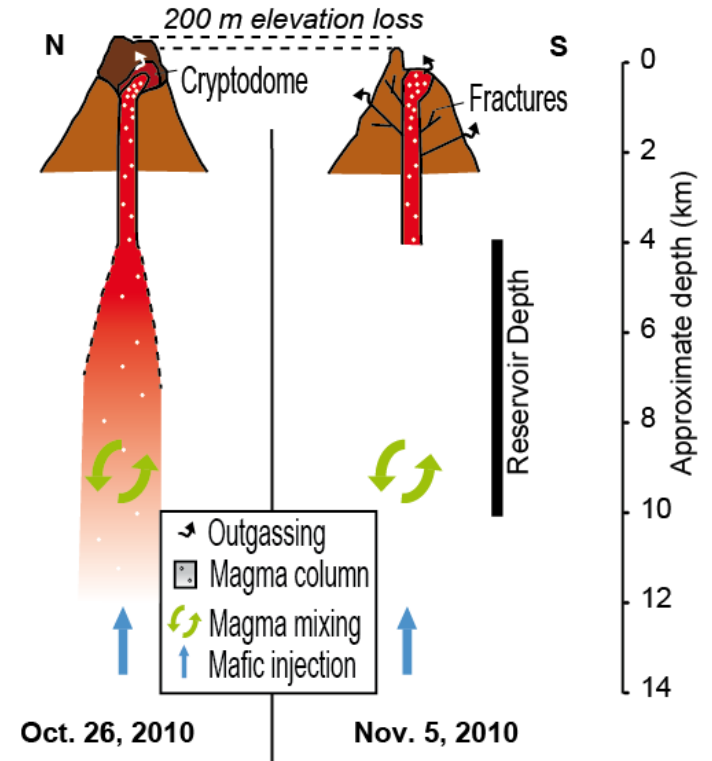 200 m elevation loss
N
S
Cryptodome
Fractures
0
2
4
6
8
10
12
14
Approximate depth (km)
Reservoir Depth
Outgassing
Magma column
Magma mixing
Mafic injection
Oct. 26, 2010
Nov. 5, 2010